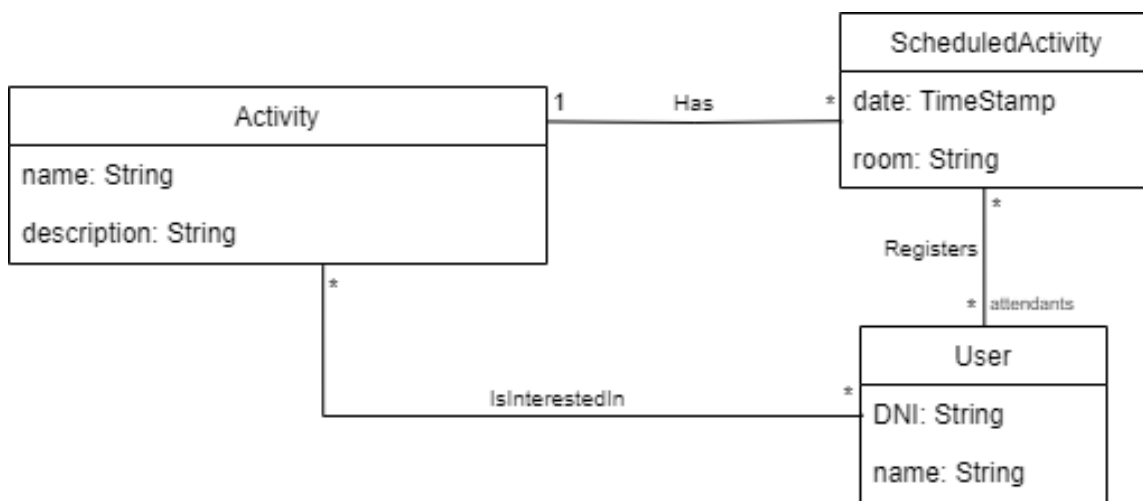 ScheduledActivity
date: TimeStamp
room: String
Activity
name: String
description: String
1
Has
*
*
Registers
* attendants
*
IsInterestedIn
*
User
DNI: String
name: String